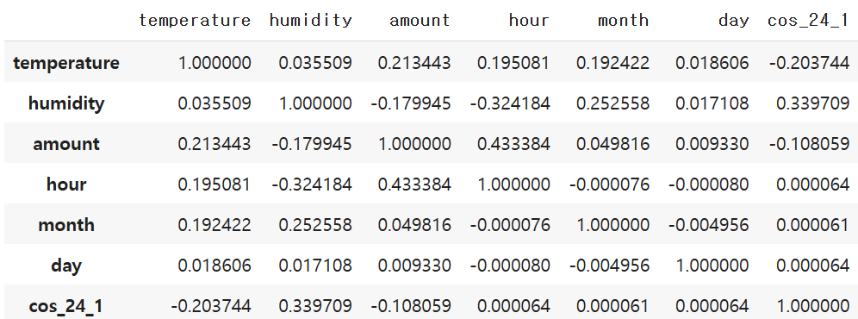 temperature humidity amount hour month day cos_24_1
temperature 1.000000 0.035509 0.213443 0.195081 0.192422 0.018606 -0.203744
humidity 0.035509 1.000000 -0.179945 -0.324184 0.252558 0.017108 0.339709
amount 0.213443 -0.179945 1.000000 0.433384 0.049816 0.009330 -0.108059
hour 0.195081 -0.324184 0.433384 1.000000 -0.000076 -0.000080 0.000064
month 0.192422 0.252558 0.049816 -0.000076 1.000000 -0.004956 0.000061
day 0.018606 0.017108 0.009330 -0.000080 -0.004956 1.000000 0.000064
cos_24_1 -0.203744 0.339709 -0.108059 0.000064 0.000061 0.000064 1.000000